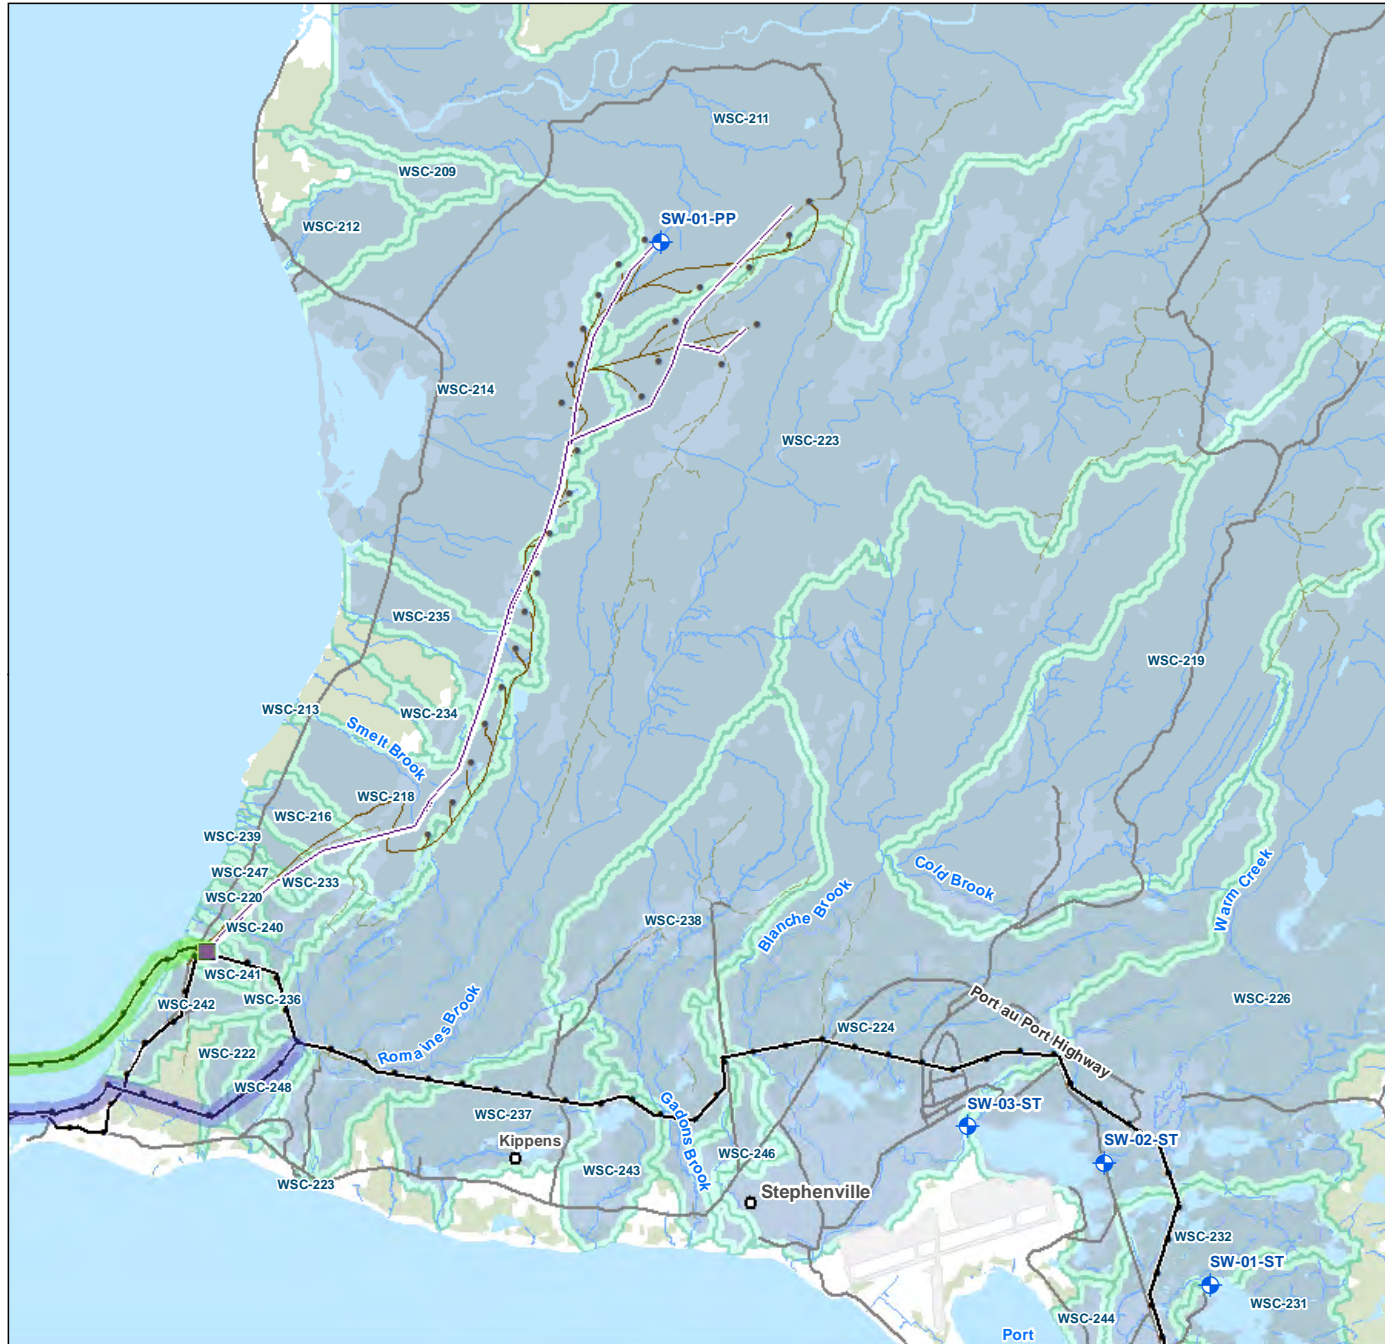 WSC-211
WSC-209
SW-01-PP
WSC-212
WSC-214
WSC-223
WSC-235
WSC-219
WSC-213
WSC-234
Smelt Brook
WSC-218
WSC-216
WSC-239
WSC-247
WSC-233
WSC-220
Cold Brook
Warm Creek
WSC-240
WSC-238
Blanche Brook
WSC-241
WSC-242
WSC-236
WSC-226
Port au Port Highway
WSC-224
Romaines Brook
WSC-222
WSC-248
WSC-237
Gadons Brook
SW-03-ST
Kippens
SW-02-ST
WSC-246
WSC-243
WSC-223
Stephenville
WSC-232
SW-01-ST
WSC-231
WSC-244
Port